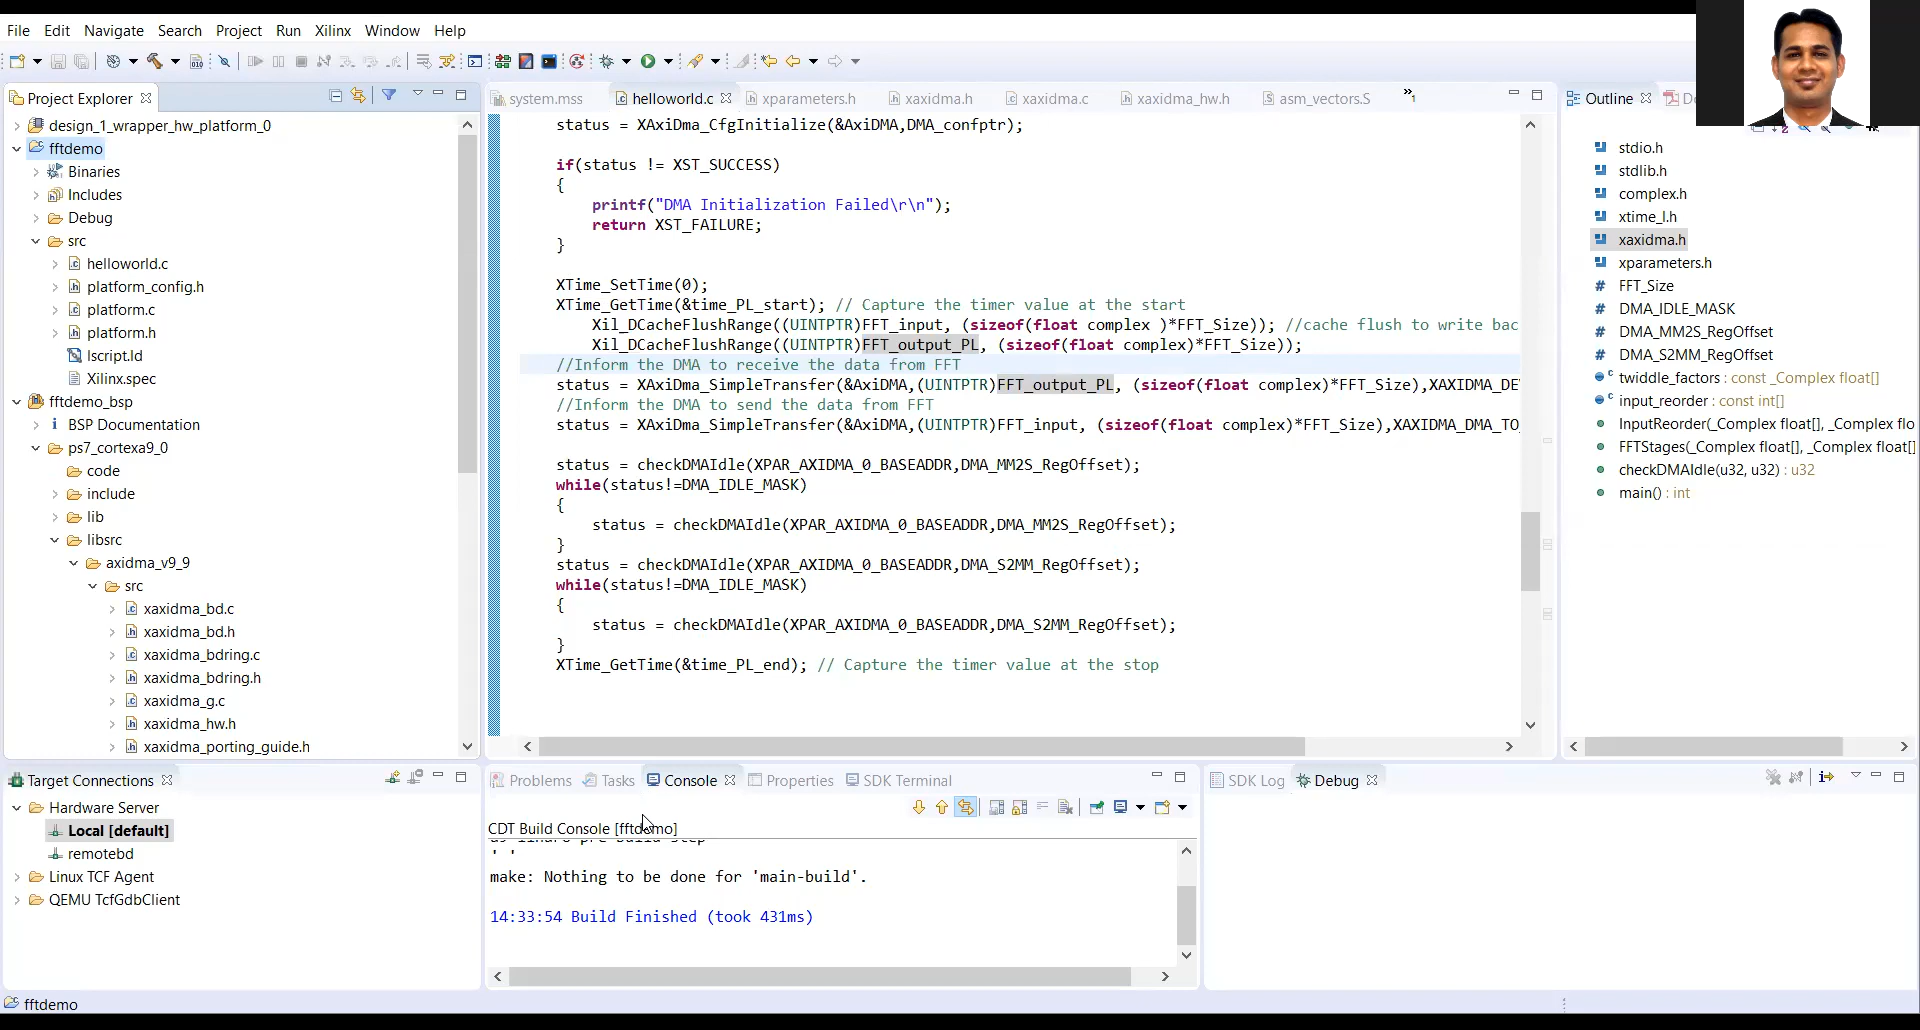 File Edit Navigate Search Project Run Xilinx Window Help
Project Explorer
design_1_wrapper_hw_platform_0
fftdemo
Binaries
Includes
Debug
src
helloworld.c
platform_config.h
platform.c
platform.h
lscript.ld
Xilinx.spec
fftdemo_bsp
BSP Documentation
ps7_cortexa9_0
code
include
lib
libsrc
axidma_v9_9
src
xaxidma_bd.c
xaxidma_bd.h
xaxidma_bdring.c
xaxidma_bdring.h
xaxidma_g.c
xaxidma_hw.h
xaxidma_porting_guide.h
system.mss helloworld.c xparameters.h xaxidma.h xaxidma.c xaxidma_hw.h asm_vectors.S »1
status = XAxiDma_CfgInitialize(&AxiDMA,DMA_confptr);
if(status != XST_SUCCESS)
{
printf("DMA Initialization Failed\r\n");
return XST_FAILURE;
}
XTime_SetTime(0);
XTime_GetTime(&time_PL_start); // Capture the timer value at the start
Xil_DCacheFlushRange((UINTPTR)FFT_input, (sizeof(float complex )*FFT_Size)); //cache flush to write bac
Xil_DCacheFlushRange((UINTPTR)FFT_output_PL, (sizeof(float complex)*FFT_Size));
//Inform the DMA to receive the data from FFT
status = XAxiDma_SimpleTransfer(&AxiDMA,(UINTPTR)FFT_output_PL, (sizeof(float complex)*FFT_Size),XAXIDMA_DE
//Inform the DMA to send the data from FFT
status = XAxiDma_SimpleTransfer(&AxiDMA,(UINTPTR)FFT_input, (sizeof(float complex)*FFT_Size),XAXIDMA_DMA_TO_
status = checkDMAIdle(XPAR_AXIDMA_0_BASEADDR,DMA_MM2S_RegOffset);
while(status!=DMA_IDLE_MASK)
{
status = checkDMAIdle(XPAR_AXIDMA_0_BASEADDR,DMA_MM2S_RegOffset);
}
status = checkDMAIdle(XPAR_AXIDMA_0_BASEADDR,DMA_S2MM_RegOffset);
while(status!=DMA_IDLE_MASK)
{
status = checkDMAIdle(XPAR_AXIDMA_0_BASEADDR,DMA_S2MM_RegOffset);
}
XTime_GetTime(&time_PL_end); // Capture the timer value at the stop
Outline
stdio.h
stdlib.h
complex.h
xtime_l.h
xaxidma.h
xparameters.h
FFT_Size
DMA_IDLE_MASK
DMA_MM2S_RegOffset
DMA_S2MM_RegOffset
twiddle_factors : const _Complex float[]
input_reorder : const int[]
InputReorder(_Complex float[], _Complex flo
FFTStages(_Complex float[], _Complex float[]
checkDMAIdle(u32, u32) : u32
main() : int
Target Connections
Hardware Server
Local [default]
remotebd
Linux TCF Agent
QEMU TcfGdbClient
Problems Tasks Console Properties SDK Terminal
CDT Build Console [fftdemo]
' '
make: Nothing to be done for 'main-build'.
14:33:54 Build Finished (took 431ms)
SDK Log Debug
fftdemo